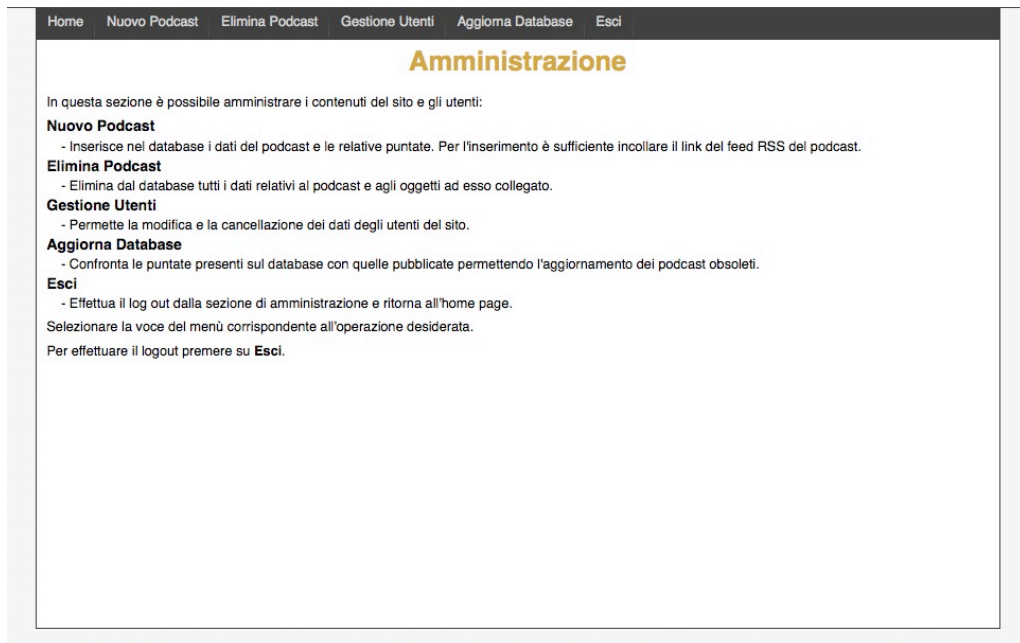 Home Nuovo Podcast Elimina Podcast Gestione Utenti Aggiorna Database Esci
Amministrazione
In questa sezione è possibile amministrare i contenuti del sito e gli utenti:
Nuovo Podcast
- Inserisce nel database i dati del podcast e le relative puntate. Per l'inserimento è sufficiente incollare il link del feed RSS del podcast.
Elimina Podcast
- Elimina dal database tutti i dati relativi al podcast e agli oggetti ad esso collegato.
Gestione Utenti
- Permette la modifica e la cancellazione dei dati degli utenti del sito.
Aggiorna Database
- Confronta le puntate presenti sul database con quelle pubblicate permettendo l'aggiornamento dei podcast obsoleti.
Esci
- Effettua il log out dalla sezione di amministrazione e ritorna all'home page.
Selezionare la voce del menù corrispondente all'operazione desiderata.
Per effettuare il logout premere su Esci.